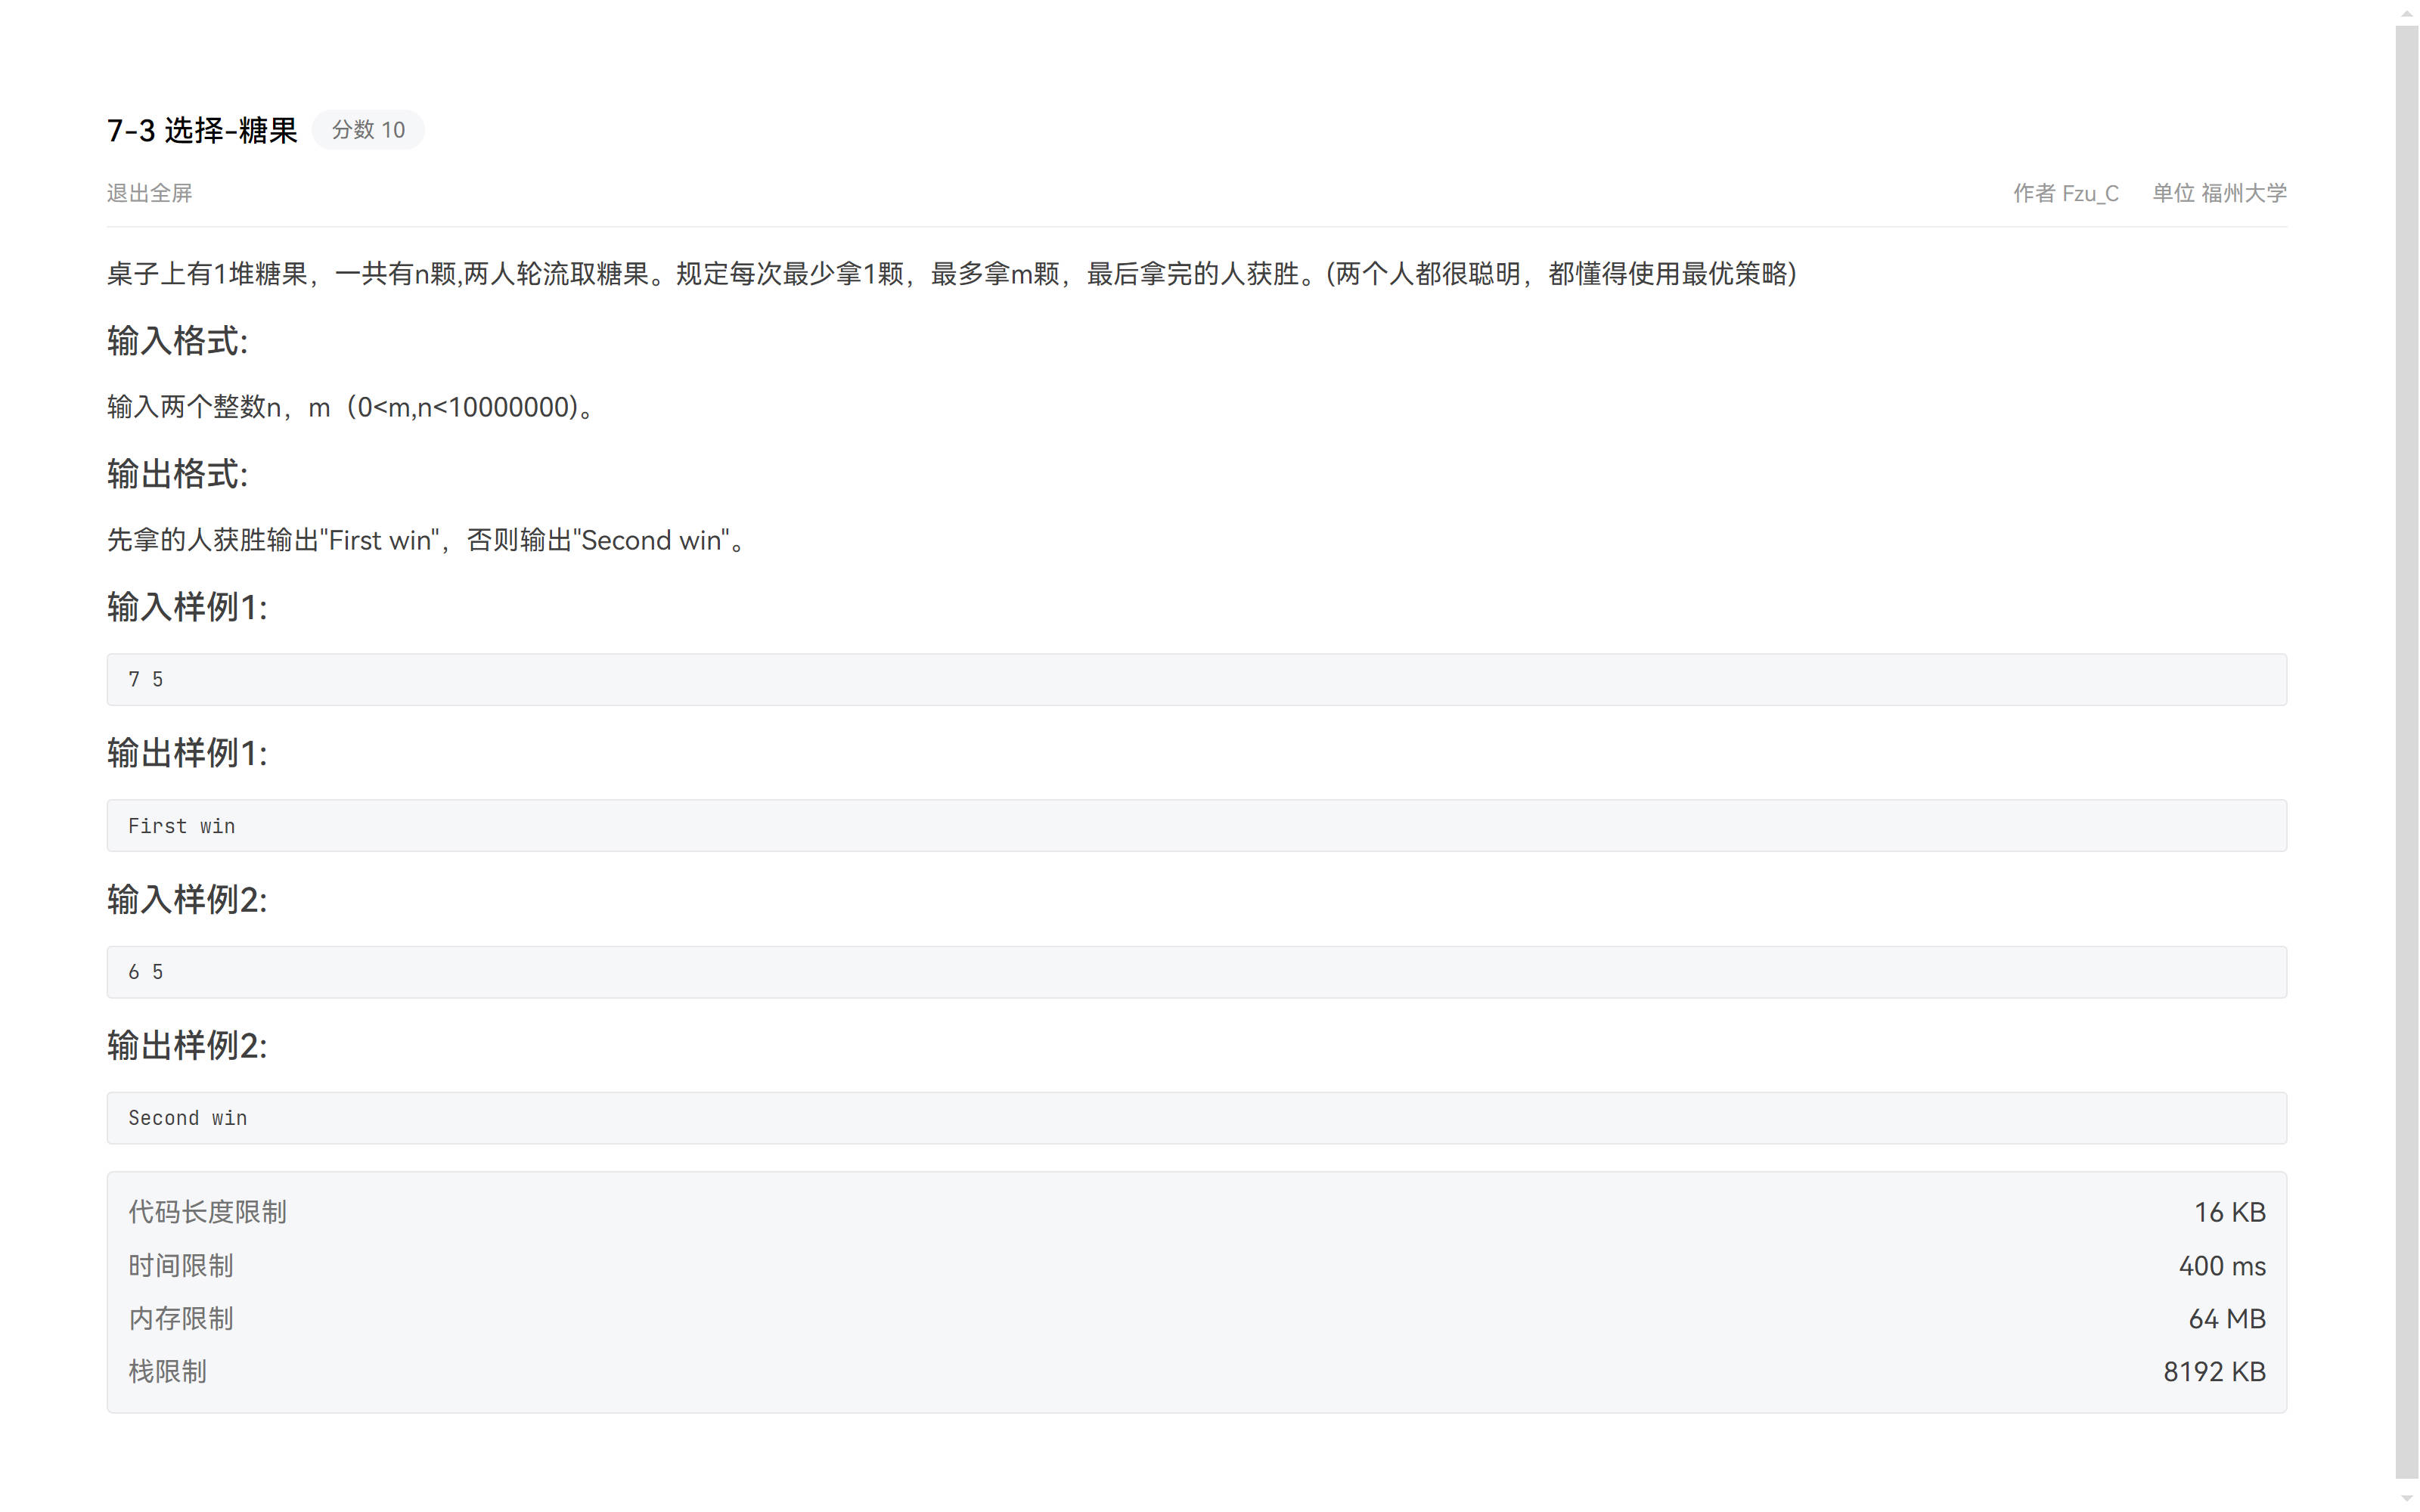 7-3 选择-糖果 分数 10
退出全屏 作者 Fzu_C 单位 福州大学
桌子上有1堆糖果，一共有n颗,两人轮流取糖果。规定每次最少拿1颗，最多拿m颗，最后拿完的人获胜。(两个人都很聪明，都懂得使用最优策略)
输入格式:
输入两个整数n，m（0<m,n<10000000)。
输出格式:
先拿的人获胜输出"First win"，否则输出"Second win"。
输入样例1:
7 5
输出样例1:
First win
输入样例2:
6 5
输出样例2:
Second win
代码长度限制 16 KB
时间限制 400 ms
内存限制 64 MB
栈限制 8192 KB